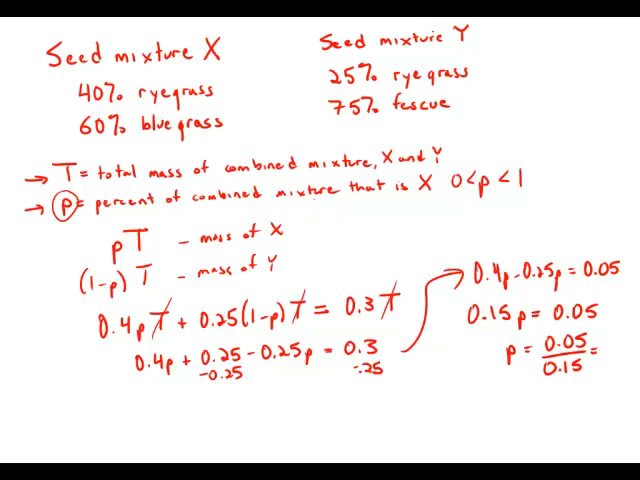 Seed mixture X
40% ryegrass
60% bluegrass
Seed mixture Y
25% ryegrass
75% fescue
→ T = total mass of combined mixture, X and Y
→ p = percent of combined mixture that is X 0 < p < 1
pT - mass of X
(1-p) T - mass of Y
0.4pT + 0.25(1-p)T = 0.3T
0.4p + 0.25 - 0.25p = 0.3
-0.25 -.25
0.4p - 0.25p = 0.05
0.15p = 0.05
p = 0.05/0.15 =